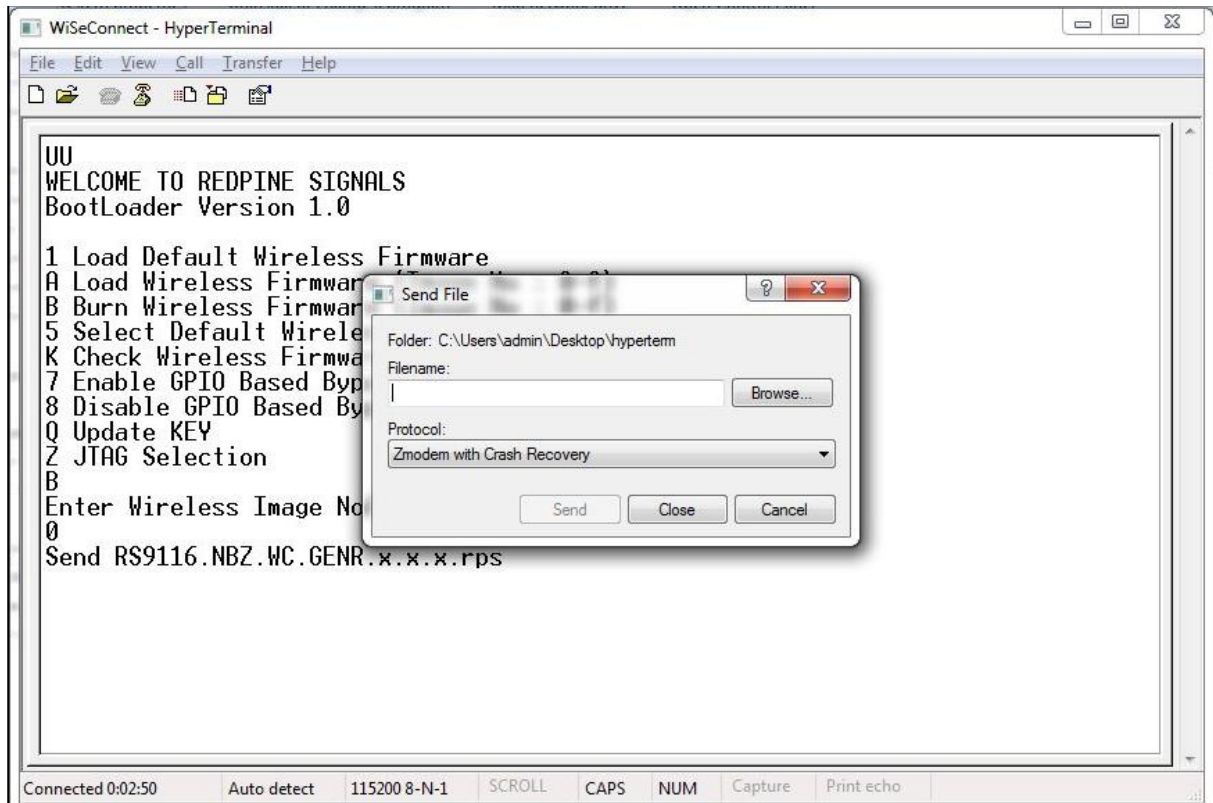 WiSeConnect - HyperTerminal
File Edit View Call Transfer Help
UU
WELCOME TO REDPINE SIGNALS
BootLoader Version 1.0
1 Load Default Wireless Firmware
A Load Wireless Firmwar
B Burn Wireless Firmwar
5 Select Default Wirele
K Check Wireless Firmwa
7 Enable GPIO Based Byp
8 Disable GPIO Based By
Q Update KEY
Z JTAG Selection
B
Enter Wireless Image No
0
Send RS9116.NBZ.WC.GENR.x.x.x.rps
Send File
Folder: C:\Users\admin\Desktop\hyperterm
Filename:
Browse...
Protocol:
Zmodem with Crash Recovery
Send Close Cancel
Connected 0:02:50 Auto detect 115200 8-N-1 SCROLL CAPS NUM Capture Print echo